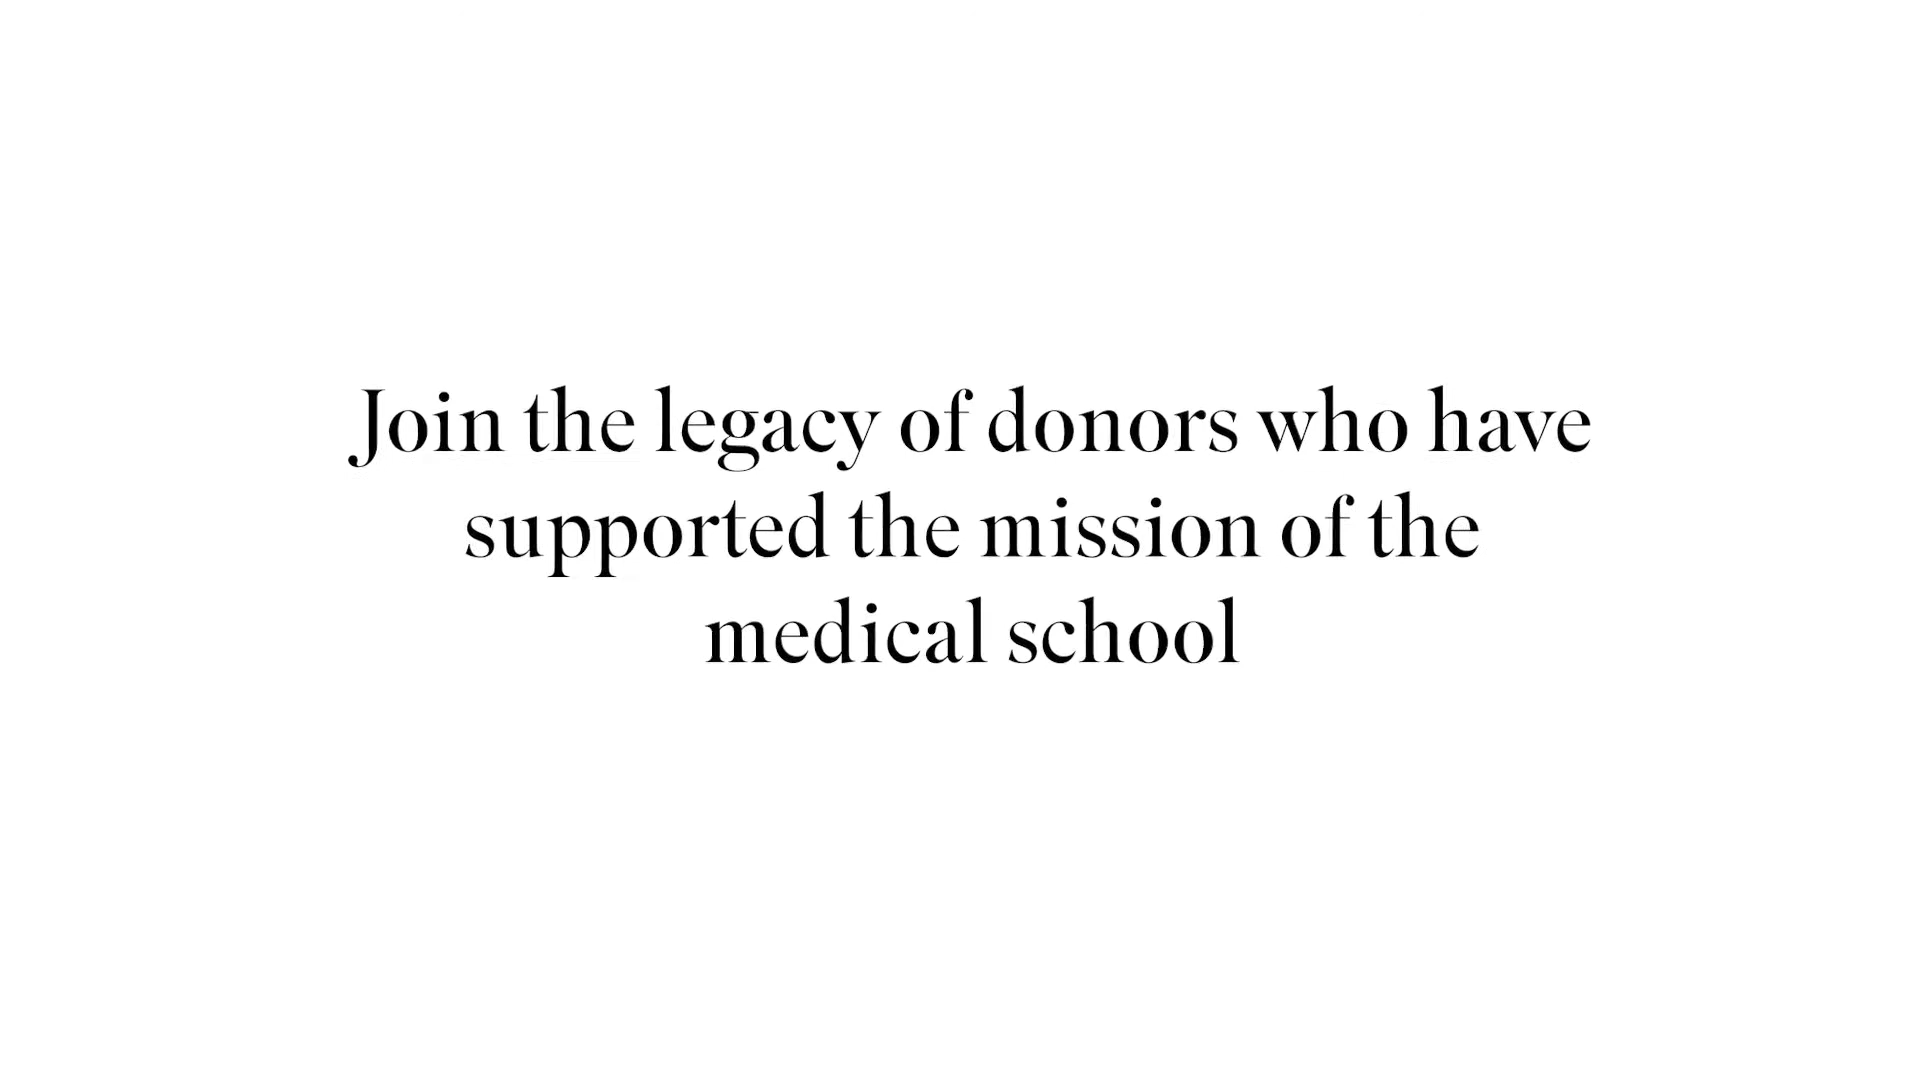 Join the legacy of donors who have
supported the mission of the
medical school